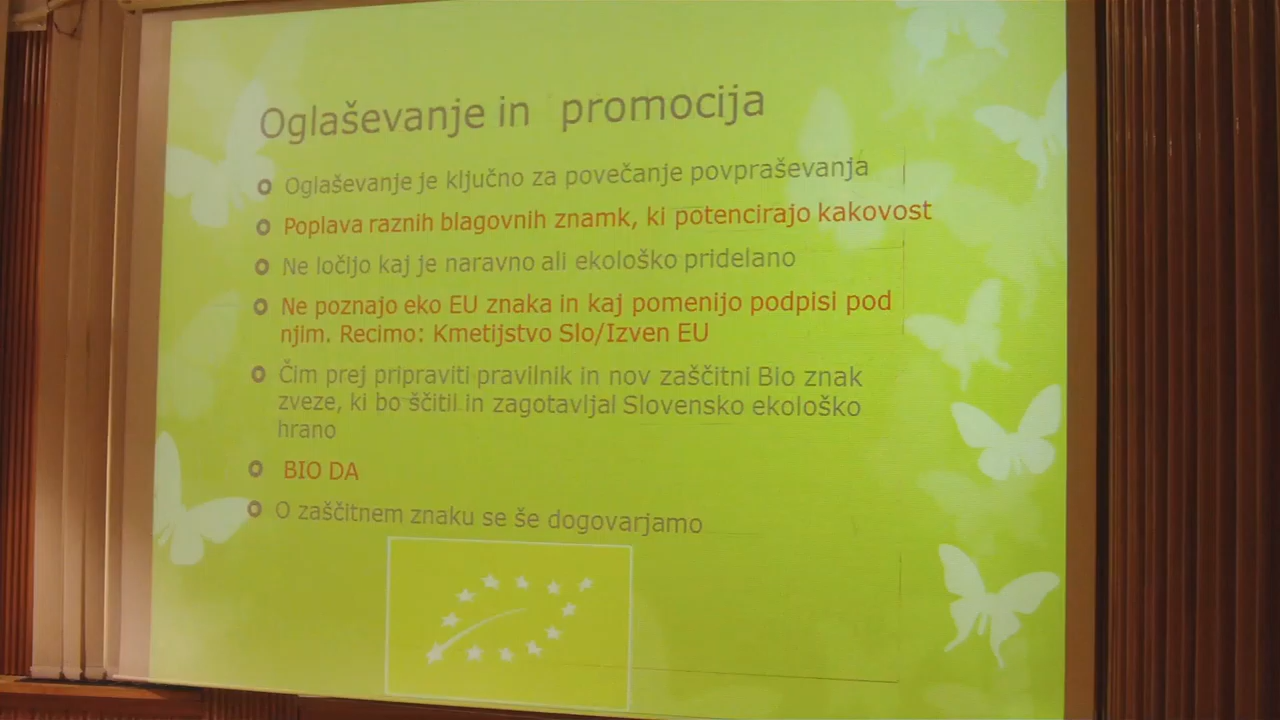 Oglaševanje in promocija
Oglaševanje je ključno za povečanje povpraševanja
Poplava raznih blagovnih znamk, ki potencirajo kakovost
Ne ločijo kaj je naravno ali ekološko pridelano
Ne poznajo eko EU znaka in kaj pomenijo podpisi pod
njim. Recimo: Kmetijstvo Slo/Izven EU
Čim prej pripraviti pravilnik in nov zaščitni Bio znak
zveze, ki bo ščitil in zagotavljal Slovensko ekološko
hrano
BIO DA
O zaščitnem znaku se še dogovarjamo